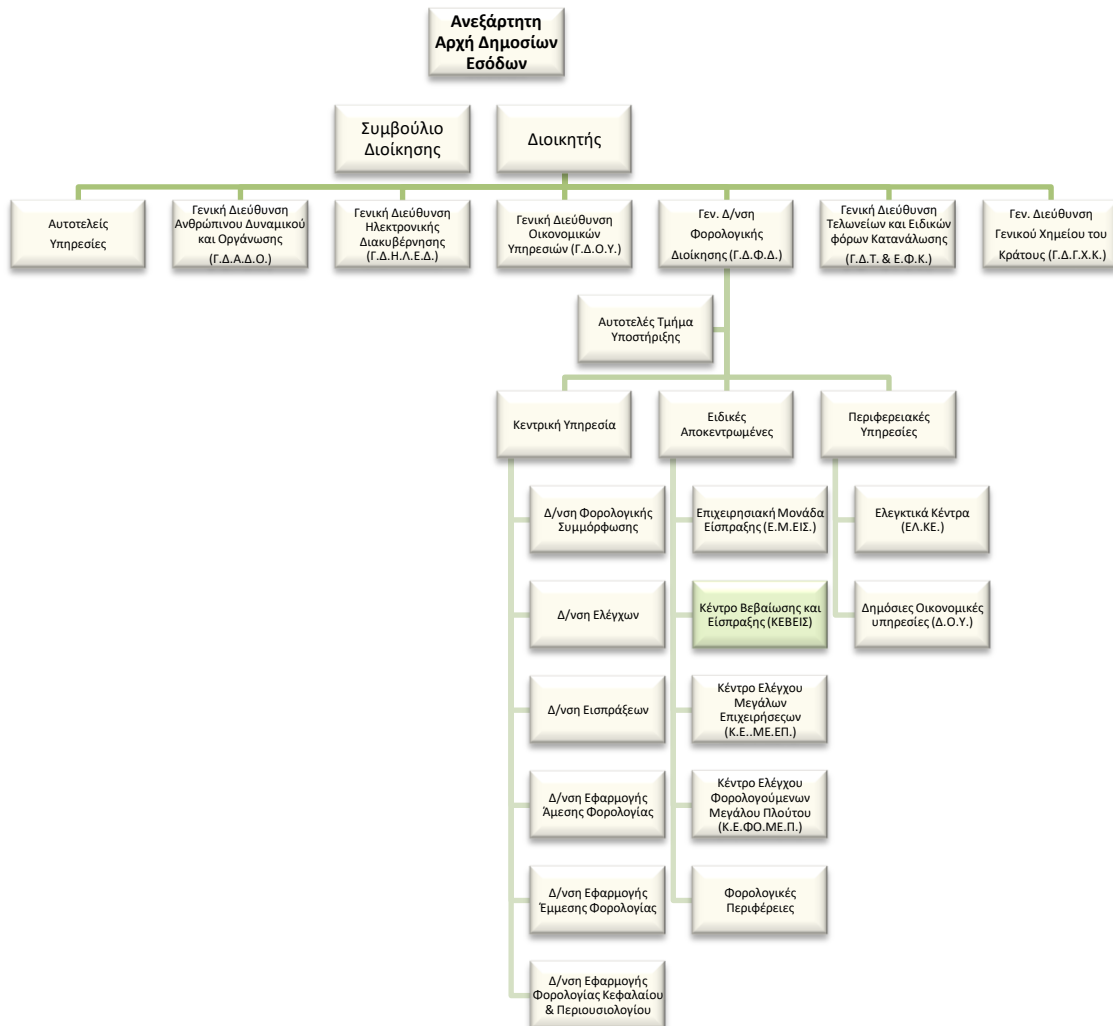 Ανεξάρτητη
Αρχή Δημοσίων
Εσόδων
Συμβούλιο
Διοίκησης
Διοικητής
Αυτοτελείς
Υπηρεσίες
Γενική Διεύθυνση
Ανθρώπινου Δυναμικού
και Οργάνωσης
(Γ.Δ.Α.Δ.Ο.)
Γενική Διεύθυνση
Ηλεκτρονικής
Διακυβέρνησης
(Γ.Δ.Η.Λ.Ε.Δ.)
Γενική Διεύθυνση
Οικονομικών
Υπηρεσιών (Γ.Δ.Ο.Υ.)
Γεν. Δ/νση
Φορολογικής
Διοίκησης (Γ.Δ.Φ.Δ.)
Γενική Διεύθυνση
Τελωνείων και Ειδικών
φόρων Κατανάλωσης
(Γ.Δ.Τ. & Ε.Φ.Κ.)
Γεν. Διεύθυνση
Γενικού Χημείου του
Κράτους (Γ.Δ.Γ.Χ.Κ.)
Αυτοτελές Τμήμα
Υποστήριξης
Κεντρική Υπηρεσία
Ειδικές
Αποκεντρωμένες
Περιφερειακές
Υπηρεσίες
Δ/νση Φορολογικής
Συμμόρφωσης
Επιχειρησιακή Μονάδα
Είσπραξης (Ε.Μ.ΕΙΣ.)
Ελεγκτικά Κέντρα
(ΕΛ.ΚΕ.)
Δ/νση Ελέγχων
Κέντρο Βεβαίωσης και
Είσπραξης (ΚΕΒΕΙΣ)
Δημόσιες Οικονομικές
υπηρεσίες (Δ.Ο.Υ.)
Δ/νση Εισπράξεων
Κέντρο Ελέγχου
Μεγάλων
Επιχειρήσεςων
(Κ.Ε..ΜΕ.ΕΠ.)
Δ/νση Εφαρμογής
Άμεσης Φορολογίας
Κέντρο Ελέγχου
Φορολογούμενων
Μεγάλου Πλούτου
(Κ.Ε.ΦΟ.ΜΕ.Π.)
Δ/νση Εφαρμογής
Έμμεσης Φορολογίας
Φορολογικές
Περιφέρειες
Δ/νση Εφαρμογής
Φορολογίας Κεφαλαίου
& Περιουσιολογίου